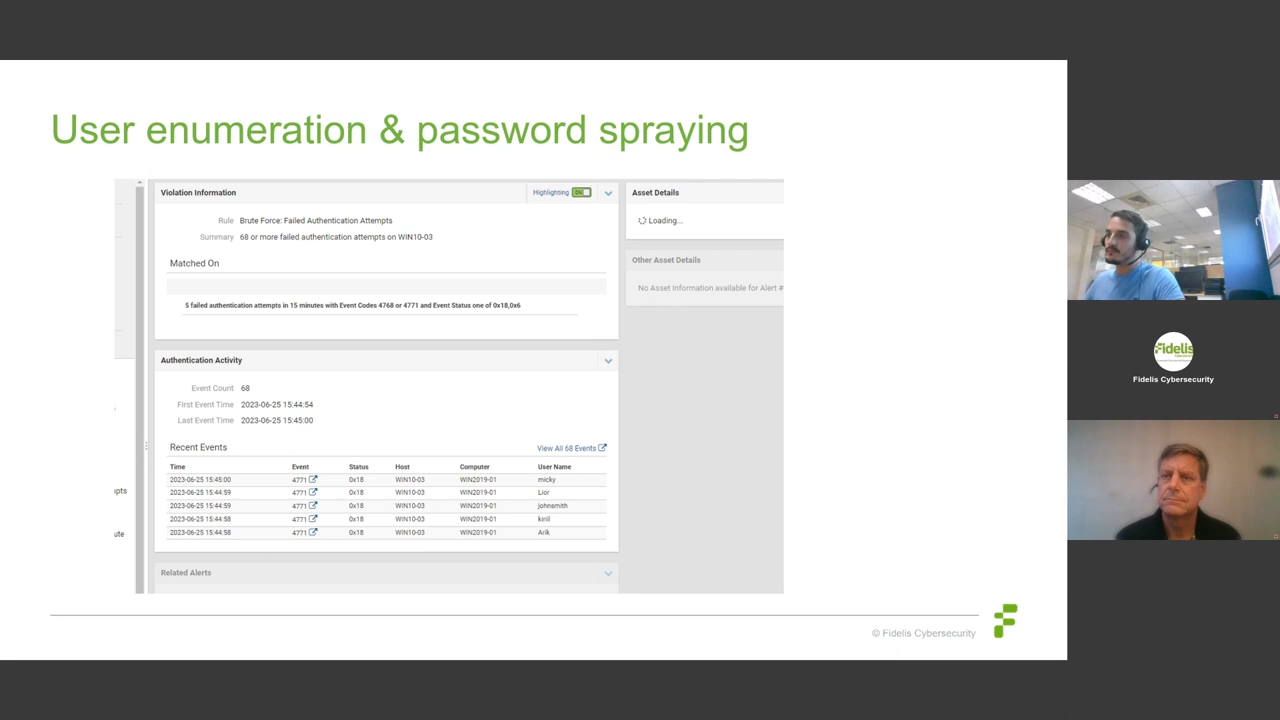 User enumeration & password spraying
Violation Information
Highlighting ON
Rule Brute Force: Failed Authentication Attempts
Summary 68 or more failed authentication attempts on WIN10-03
Matched On
5 failed authentication attempts in 15 minutes with Event Codes 4768 or 4771 and Event Status one of 0x18,0x6
Asset Details
Loading...
Other Asset Details
No Asset Information available for Alert #
Authentication Activity
Event Count 68
First Event Time 2023-06-25 15:44:54
Last Event Time 2023-06-25 15:45:00
Recent Events View All 68 Events
Time Event Status Host Computer User Name
2023-06-25 15:45:00 4771 0x18 WIN10-03 WIN2019-01 micky
2023-06-25 15:44:59 4771 0x18 WIN10-03 WIN2019-01 Lior
2023-06-25 15:44:59 4771 0x18 WIN10-03 WIN2019-01 johnsmith
2023-06-25 15:44:58 4771 0x18 WIN10-03 WIN2019-01 kiril
2023-06-25 15:44:58 4771 0x18 WIN10-03 WIN2019-01 Arik
Related Alerts
ipts
ute
© Fidelis Cybersecurity
Fidelis
Fidelis Cybersecurity